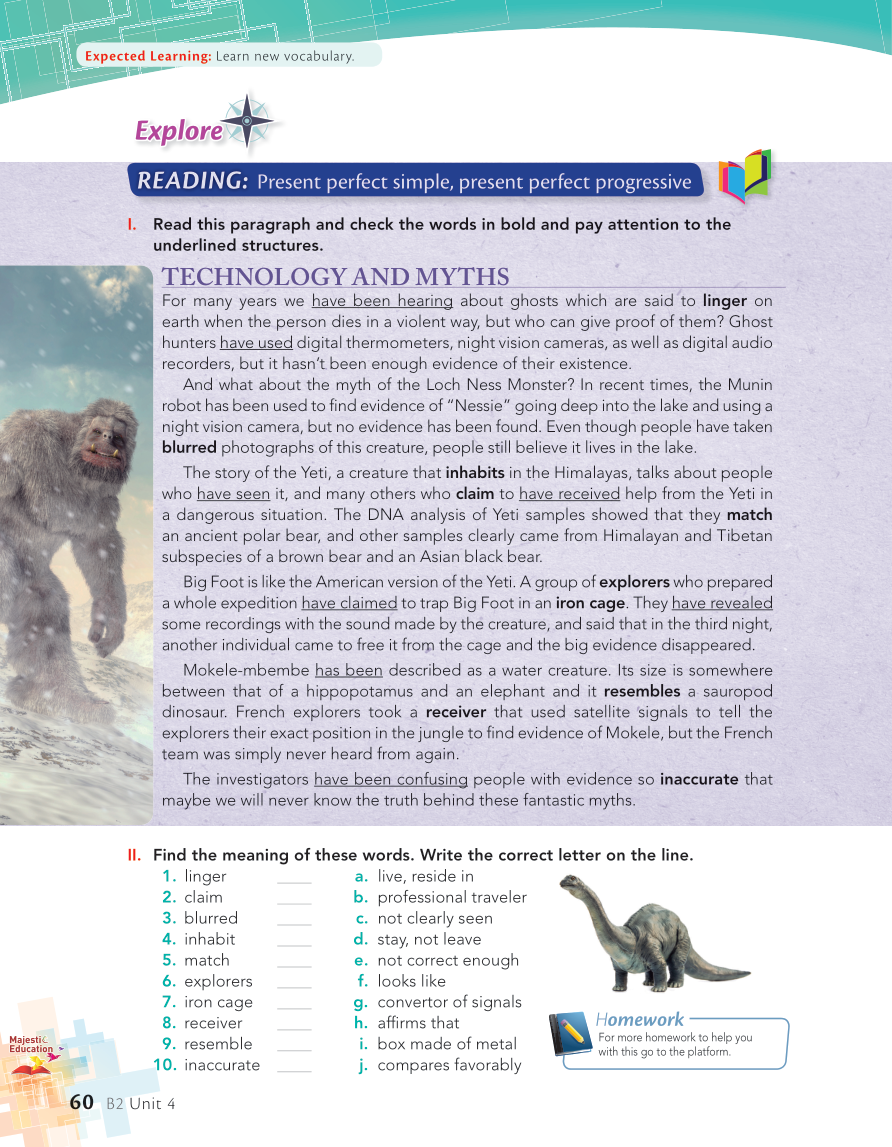 Expected Learning: Learn new vocabulary.
Explore
READING: Present perfect simple, present perfect progressive
I. Read this paragraph and check the words in bold and pay attention to the
underlined structures.
TECHNOLOGY AND MYTHS
For many years we have been hearing about ghosts which are said to linger on
earth when the person dies in a violent way, but who can give proof of them? Ghost
hunters have used digital thermometers, night vision cameras, as well as digital audio
recorders, but it hasn't been enough evidence of their existence.
And what about the myth of the Loch Ness Monster? In recent times, the Munin
robot has been used to find evidence of “Nessie” going deep into the lake and using a
night vision camera, but no evidence has been found. Even though people have taken
blurred photographs of this creature, people still believe it lives in the lake.
The story of the Yeti, a creature that inhabits in the Himalayas, talks about people
who have seen it, and many others who claim to have received help from the Yeti in
a dangerous situation. The DNA analysis of Yeti samples showed that they match
an ancient polar bear, and other samples clearly came from Himalayan and Tibetan
subspecies of a brown bear and an Asian black bear.
Big Foot is like the American version of the Yeti. A group of explorers who prepared
a whole expedition have claimed to trap Big Foot in an iron cage. They have revealed
some recordings with the sound made by the creature, and said that in the third night,
another individual came to free it from the cage and the big evidence disappeared.
Mokele-mbembe has been described as a water creature. Its size is somewhere
between that of a hippopotamus and an elephant and it resembles a sauropod
dinosaur. French explorers took a receiver that used satellite signals to tell the
explorers their exact position in the jungle to find evidence of Mokele, but the French
team was simply never heard from again.
The investigators have been confusing people with evidence so inaccurate that
maybe we will never know the truth behind these fantastic myths.
II. Find the meaning of these words. Write the correct letter on the line.
1. linger ____ a. live, reside in
2. claim ____ b. professional traveler
3. blurred ____ c. not clearly seen
4. inhabit ____ d. stay, not leave
5. match ____ e. not correct enough
6. explorers ____ f. looks like
7. iron cage ____ g. convertor of signals
8. receiver ____ h. affirms that
9. resemble ____ i. box made of metal
10. inaccurate ____ j. compares favorably
Homework
For more homework to help you
with this go to the platform.
Majestic
Education
60 B2 Unit 4